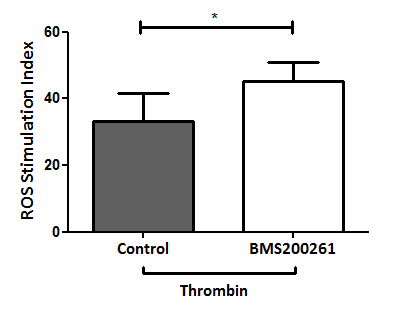 *
60
40
20
0
ROS Stimulation Index
Control BMS200261
Thrombin